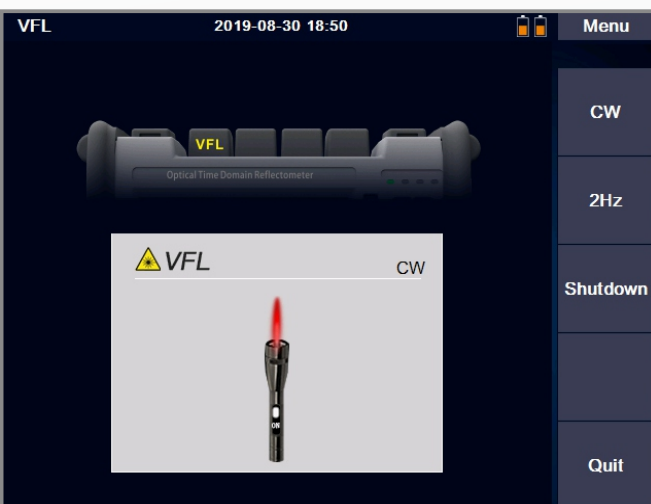 VFL
2019-08-30 18:50
Menu
CW
VFL
Optical Time Domain Reflectometer
2Hz
VFL
CW
Shutdown
ON
Quit